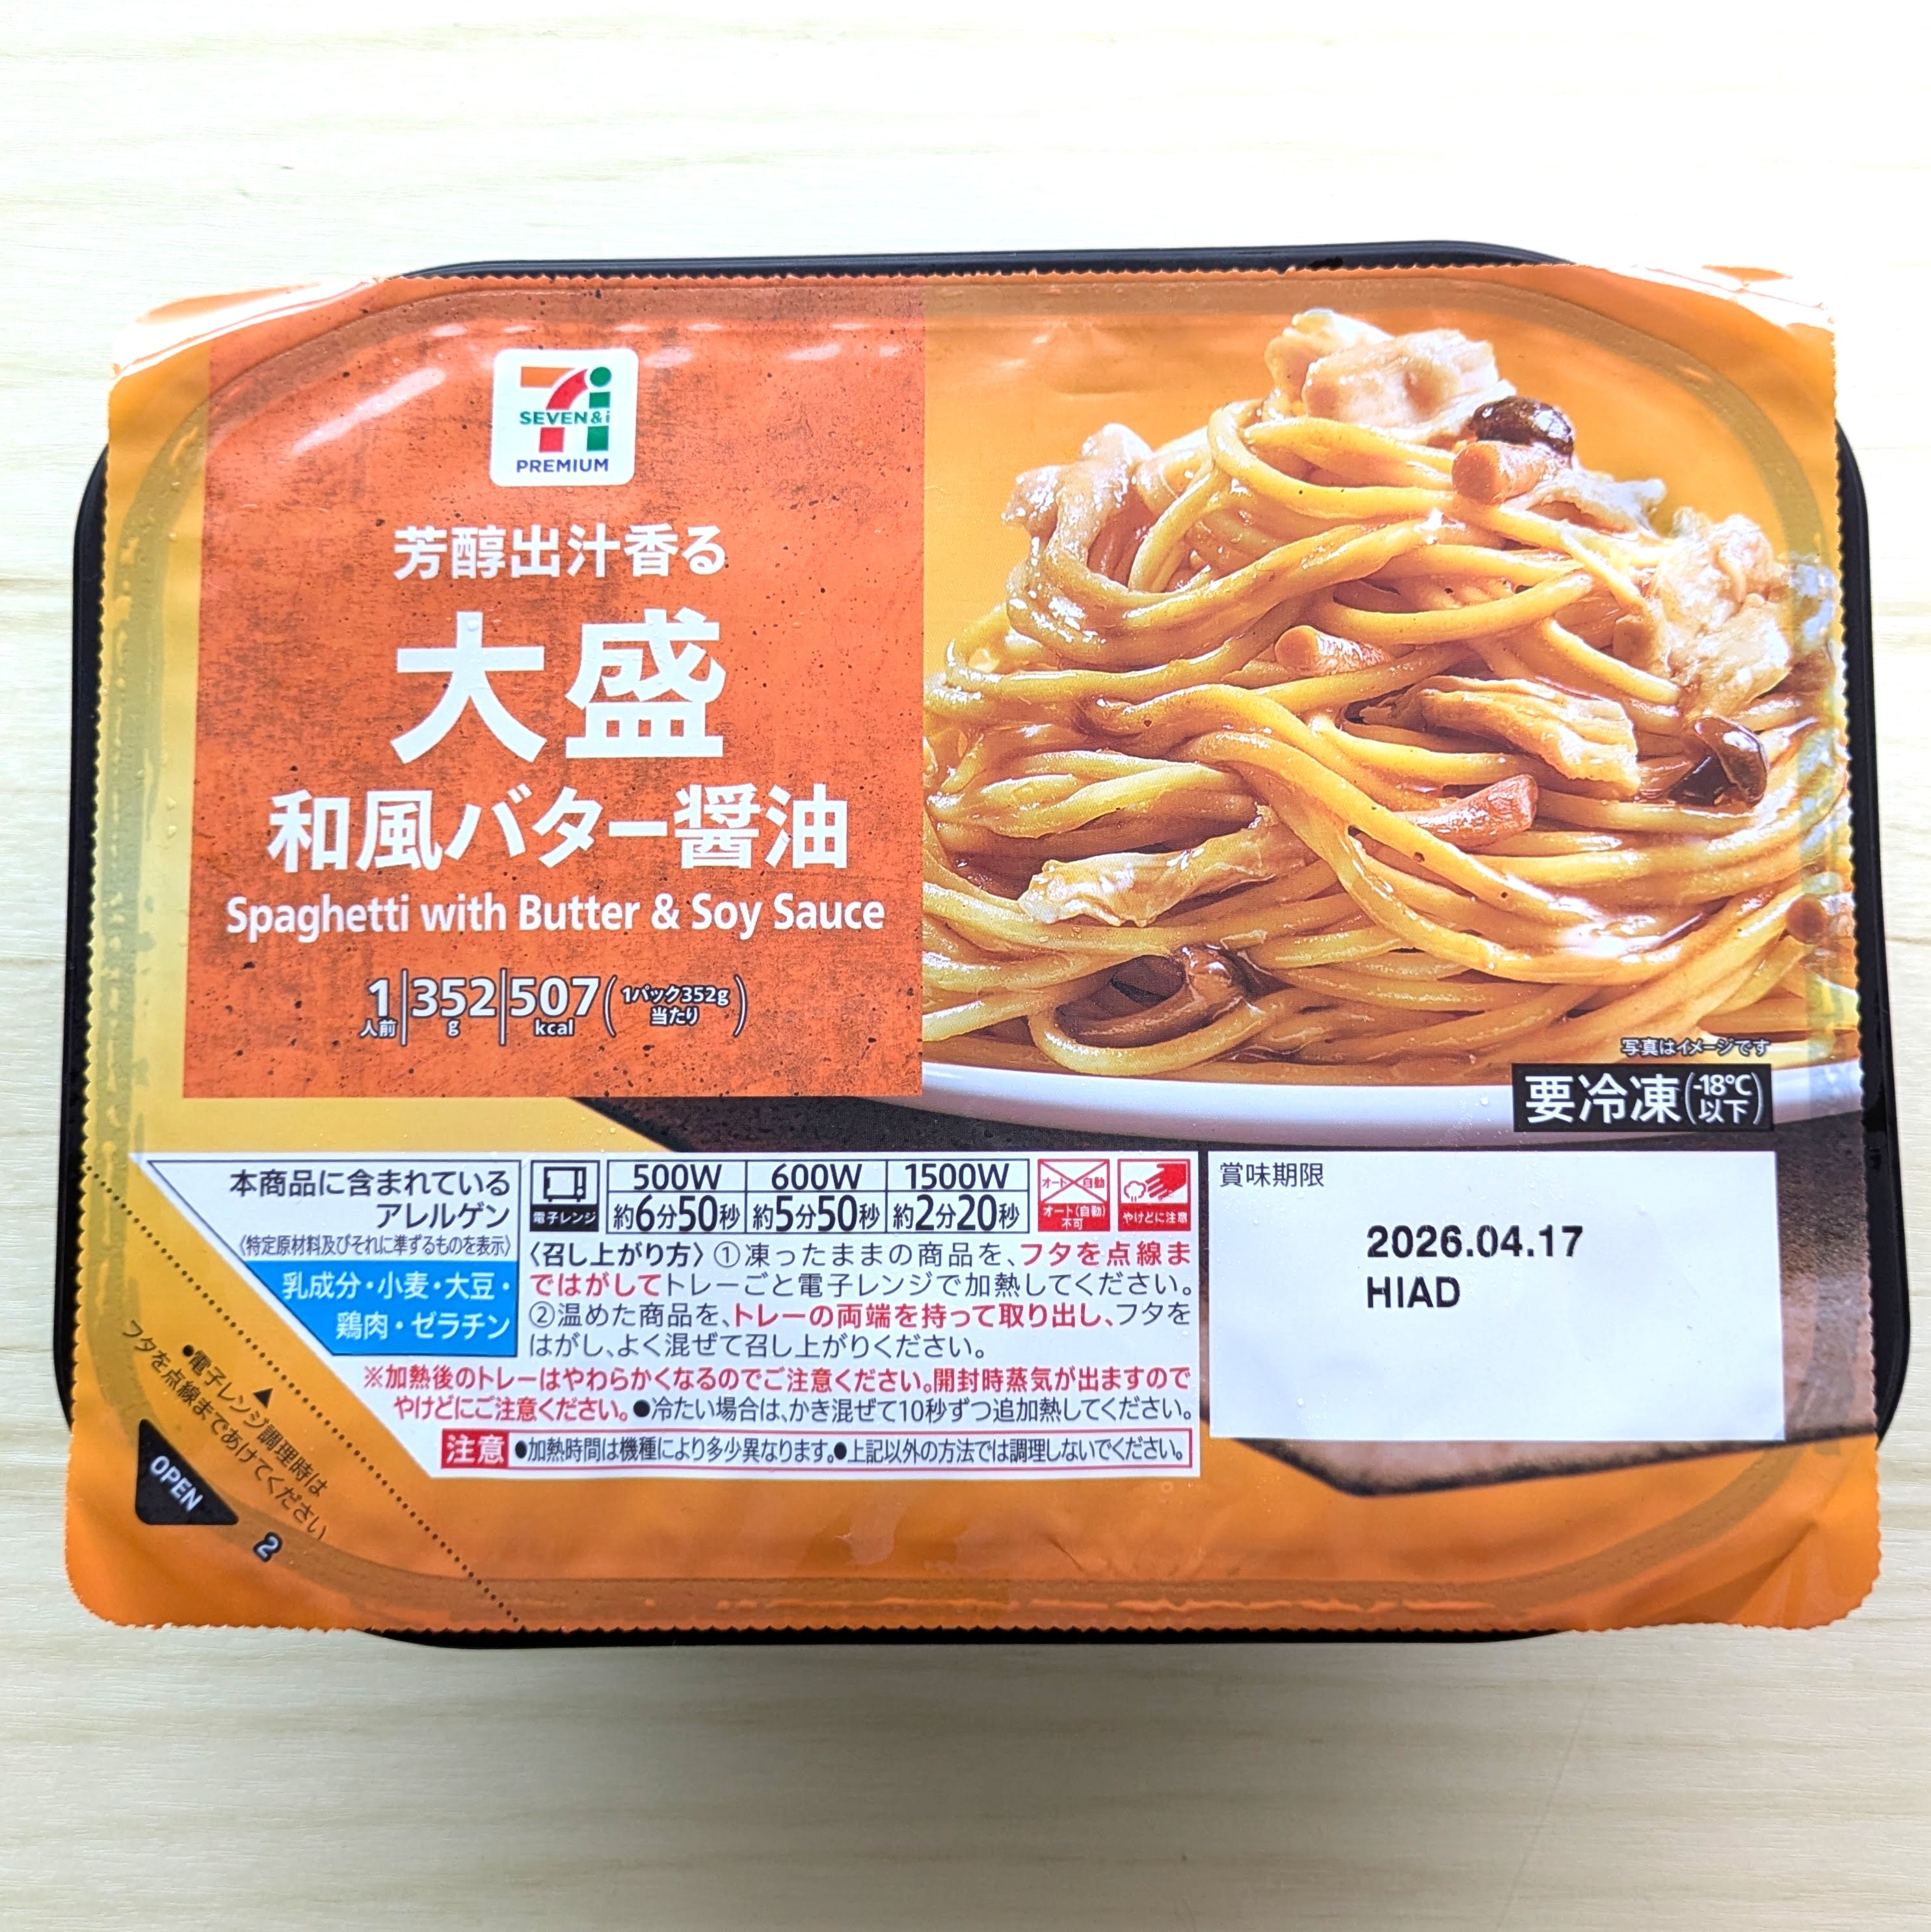 SEVEN&i
PREMIUM
芳醇出汁香る
大盛
和風バター醤油
Spaghetti with Butter & Soy Sauce
1人前 352g 507kcal (1パック352g当たり)
写真はイメージです
要冷凍(-18℃以下)
本商品に含まれている
アレルゲン
〈特定原材料及びそれに準ずるものを表示〉
乳成分・小麦・大豆・
鶏肉・ゼラチン
電子レンジ
500W 600W 1500W
約6分50秒 約5分50秒 約2分20秒
オート 自動
オート(自動)
不可
やけどに注意
〈召し上がり方〉①凍ったままの商品を、フタを点線ま
ではがしてトレーごと電子レンジで加熱してください。
②温めた商品を、トレーの両端を持って取り出し、フタを
はがし、よく混ぜて召し上がりください。
※加熱後のトレーはやわらかくなるのでご注意ください。開封時蒸気が出ますので
やけどにご注意ください。●冷たい場合は、かき混ぜて10秒ずつ追加熱してください。
注意 ●加熱時間は機種により多少異なります。●上記以外の方法では調理しないでください。
賞味期限
2026.04.17
HIAD
▲
●電子レンジ調理時は
フタを点線まであけてください
OPEN
2